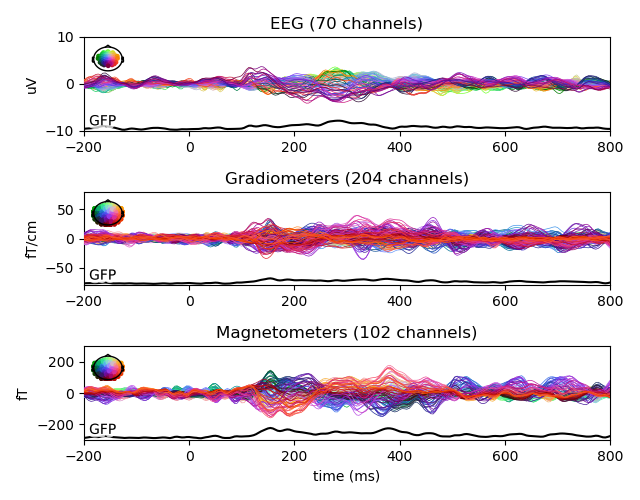 EEG (70 channels)
10
0
−10
uV
GFP
−200 0 200 400 600 800
Gradiometers (204 channels)
50
0
−50
fT/cm
GFP
−200 0 200 400 600 800
Magnetometers (102 channels)
200
0
−200
fT
GFP
−200 0 200 400 600 800
time (ms)